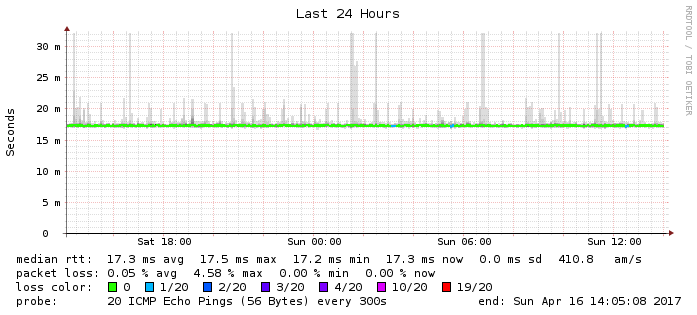 Last 24 Hours
RRDTOOL / TOBI OETIKER
Seconds
30 m
25 m
20 m
15 m
10 m
5 m
0
Sat 18:00 Sun 00:00 Sun 06:00 Sun 12:00
median rtt: 17.3 ms avg 17.5 ms max 17.2 ms min 17.3 ms now 0.0 ms sd 410.8 am/s
packet loss: 0.05 % avg 4.58 % max 0.00 % min 0.00 % now
loss color: 0 1/20 2/20 3/20 4/20 10/20 19/20
probe: 20 ICMP Echo Pings (56 Bytes) every 300s end: Sun Apr 16 14:05:08 2017